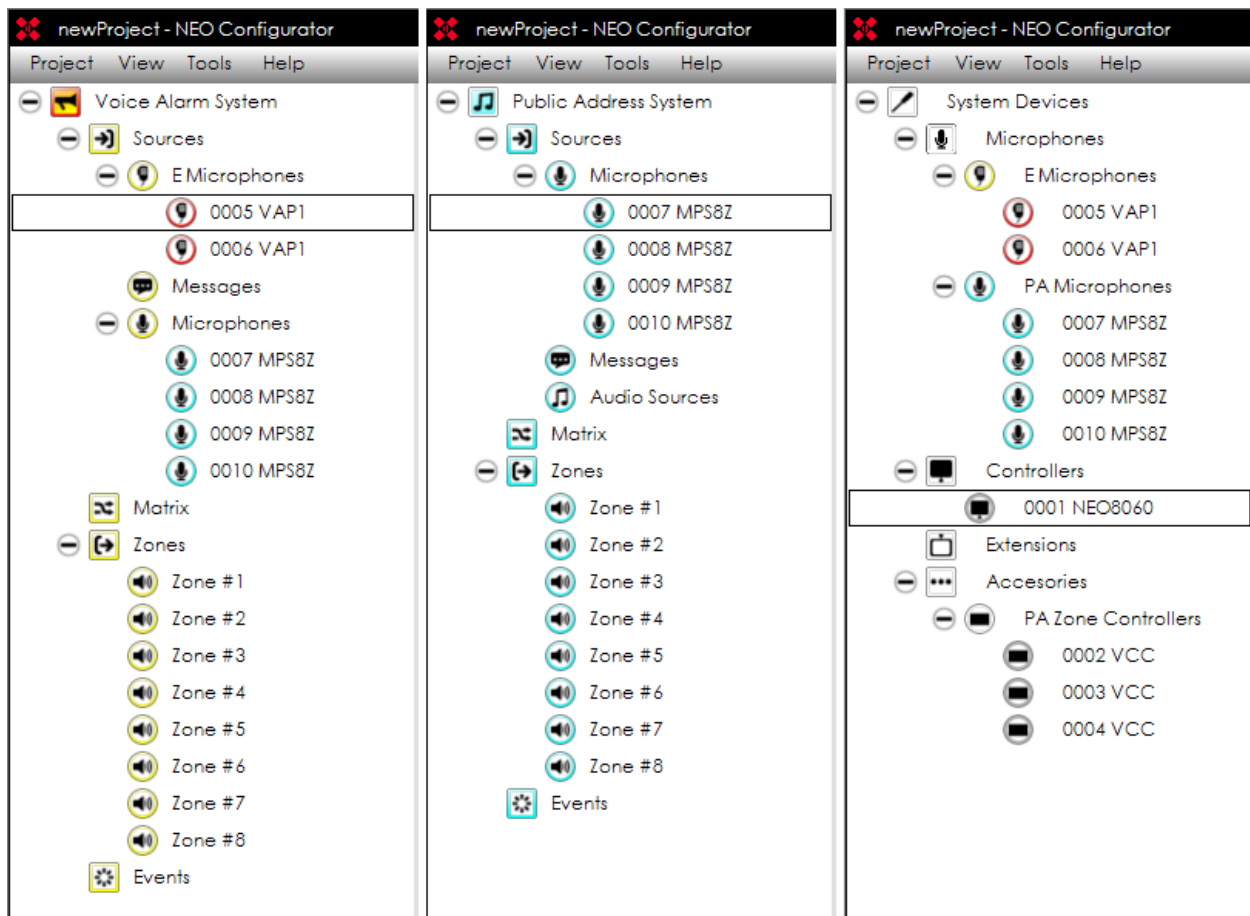 newProject - NEO Configurator
Project View Tools Help
Voice Alarm System
Sources
E Microphones
0005 VAP1
0006 VAP1
Messages
Microphones
0007 MPS8Z
0008 MPS8Z
0009 MPS8Z
0010 MPS8Z
Matrix
Zones
Zone #1
Zone #2
Zone #3
Zone #4
Zone #5
Zone #6
Zone #7
Zone #8
Events
newProject - NEO Configurator
Project View Tools Help
Public Address System
Sources
Microphones
0007 MPS8Z
0008 MPS8Z
0009 MPS8Z
0010 MPS8Z
Messages
Audio Sources
Matrix
Zones
Zone #1
Zone #2
Zone #3
Zone #4
Zone #5
Zone #6
Zone #7
Zone #8
Events
newProject - NEO Configurator
Project View Tools Help
System Devices
Microphones
E Microphones
0005 VAP1
0006 VAP1
PA Microphones
0007 MPS8Z
0008 MPS8Z
0009 MPS8Z
0010 MPS8Z
Controllers
0001 NEO8060
Extensions
Accesories
PA Zone Controllers
0002 VCC
0003 VCC
0004 VCC